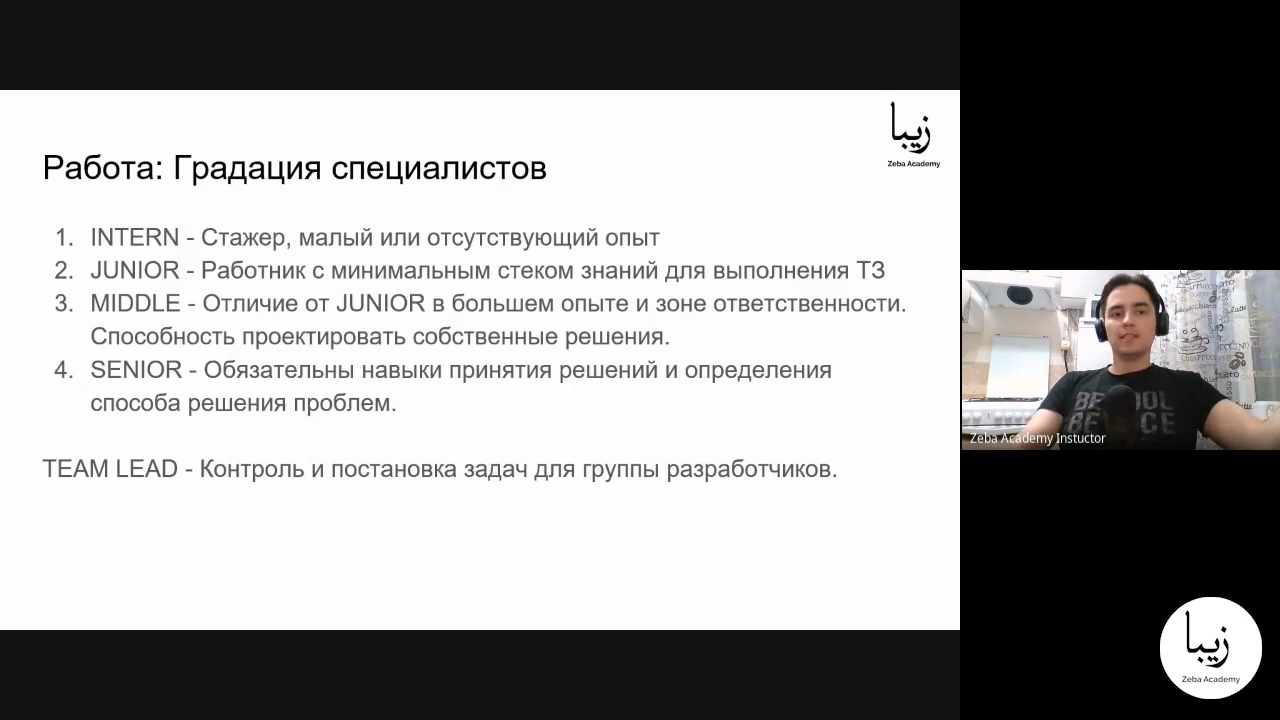 زيبا
Zeba Academy
Работа: Градация специалистов
1. INTERN - Стажер, малый или отсутствующий опыт
2. JUNIOR - Работник с минимальным стеком знаний для выполнения ТЗ
3. MIDDLE - Отличие от JUNIOR в большем опыте и зоне ответственности.
Способность проектировать собственные решения.
4. SENIOR - Обязательны навыки принятия решений и определения
способа решения проблем.
TEAM LEAD - Контроль и постановка задач для группы разработчиков.
Zeba Academy Instuctor
زيبا
Zeba Academy